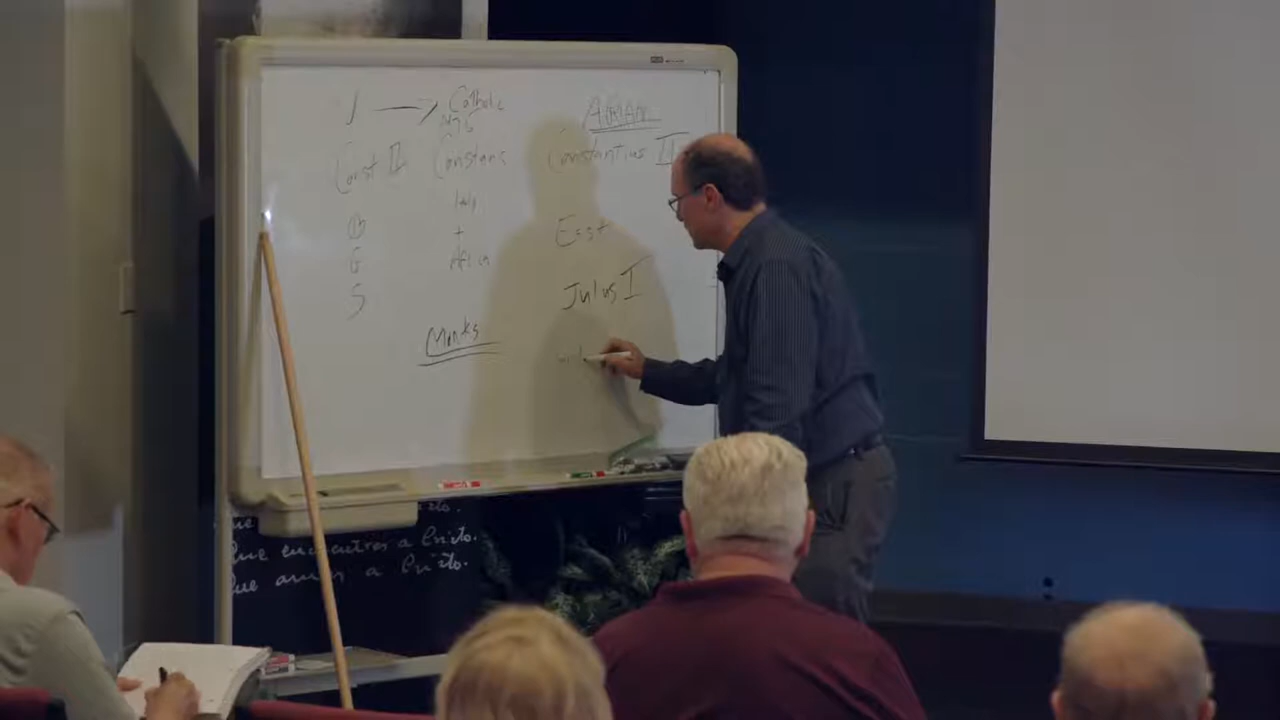 Catholic ARIAN
Const II Constans Constantius II
Italy
B + East
G Africa
S Julius I
Monks
Que encuentres a Cristo.
Que ames a Cristo.